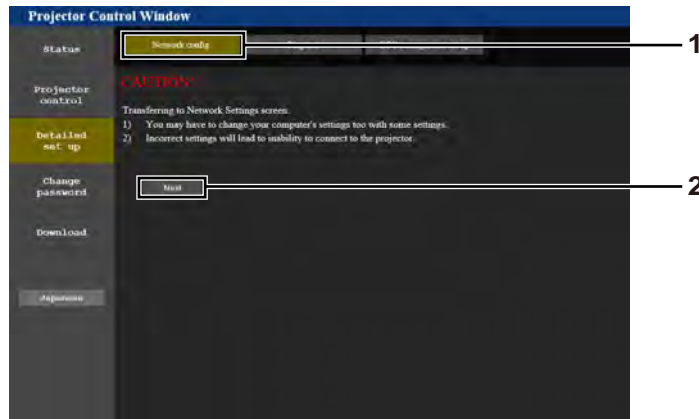 Projector Control Window
Status
Network config
1
Projector
control
CAUTION!
Transferring to Network Settings screen.
1) You may have to change your computer's settings too with some settings.
2) Incorrect settings will lead to inability to connect to the projector.
Detailed
set up
Change
password
Next
2
Download
Japanese